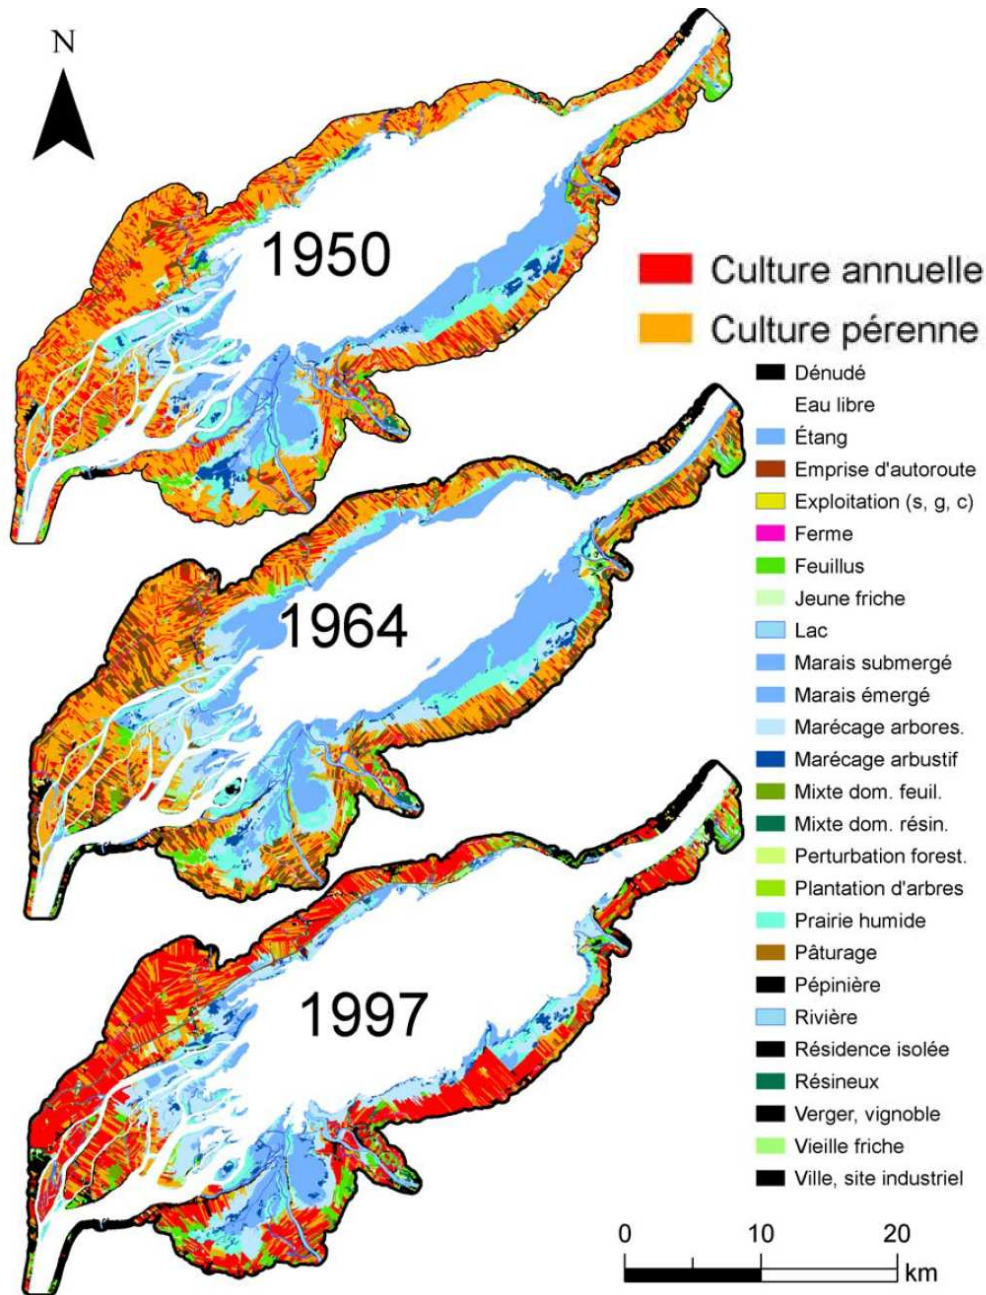 N
1950
Culture annuelle
Culture pérenne
Dénudé
Eau libre
Étang
Emprise d'autoroute
Exploitation (s, g, c)
Ferme
Feuillus
Jeune friche
1964
Lac
Marais submergé
Marais émergé
Marécage arbores.
Marécage arbustif
Mixte dom. feuil.
Mixte dom. résin.
Perturbation forest.
Plantation d'arbres
Prairie humide
Pâturage
Pépinière
1997
Rivière
Résidence isolée
Résineux
Verger, vignoble
Vieille friche
Ville, site industriel
0 10 20
km